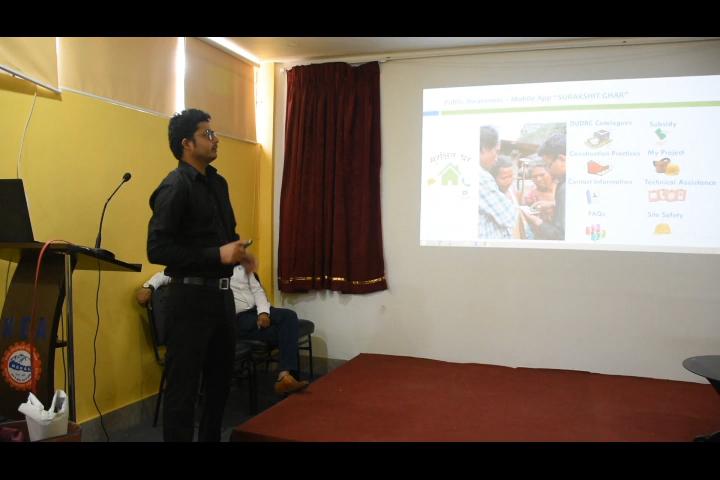 Public Awareness – Mobile App "SURAKSHIT GHAR"
DUDBC Catalogues
Subsidy
Construction Practices
My Project
Contact Information
Technical Assistance
FAQs
Site Safety